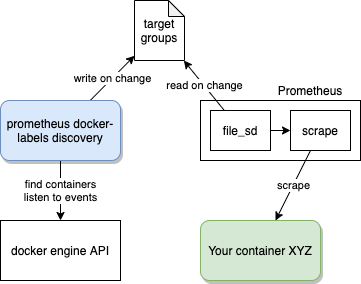 target
groups
write on change
read on change
Prometheus
prometheus docker-
labels discovery
file_sd
scrape
find containers
listen to events
scrape
docker engine API
Your container XYZ